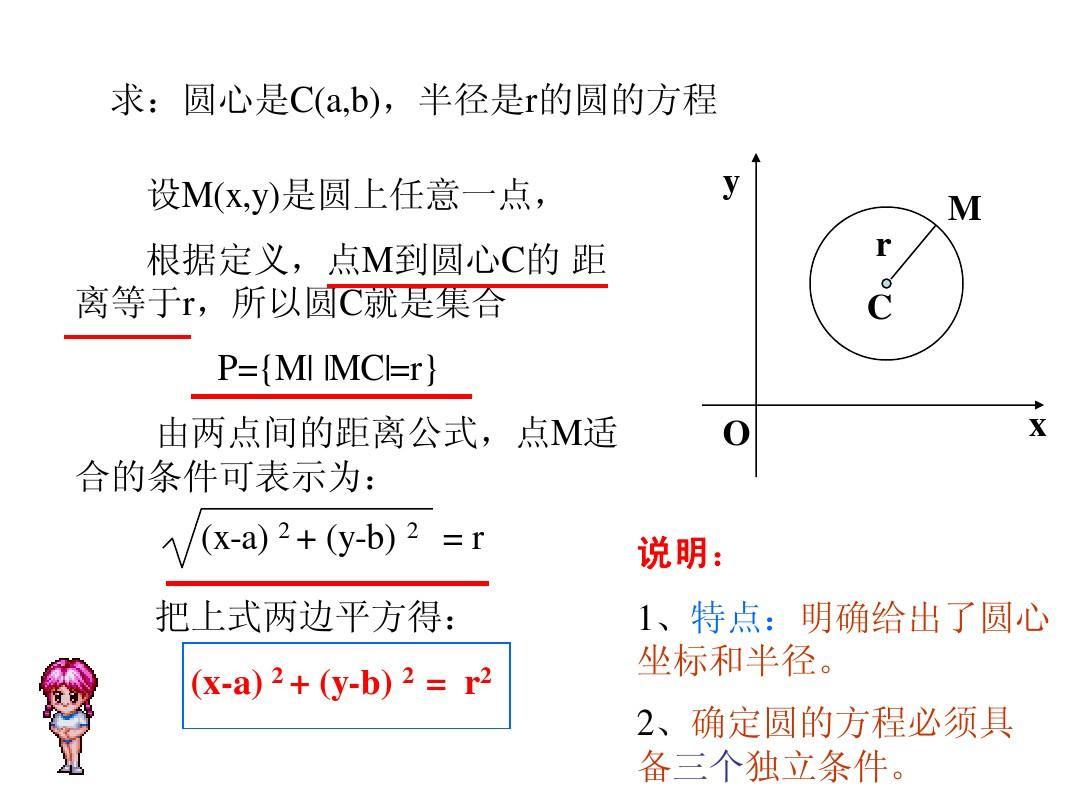 求：圆心是C(a,b)，半径是r的圆的方程
设M(x,y)是圆上任意一点，
根据定义，点M到圆心C的 距
离等于r，所以圆C就是集合
P={M| |MC|=r}
由两点间的距离公式，点M适
合的条件可表示为：
√(x-a) ² + (y-b) ² = r
把上式两边平方得：
(x-a) ² + (y-b) ² = r²
y
M
r
C
O
x
说明：
1、特点：明确给出了圆心
坐标和半径。
2、确定圆的方程必须具
备三个独立条件。